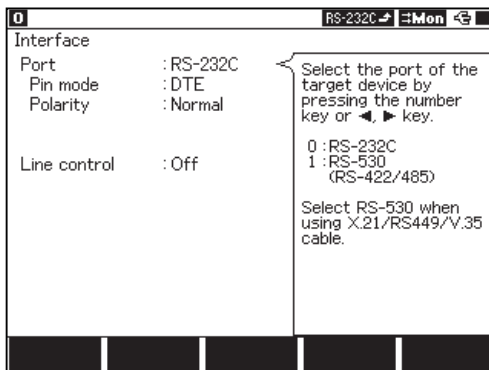 0 RS-232C Mon
Interface
Port :RS-232C
Pin mode :DTE
Polarity :Normal
Line control :Off
Select the port of the
target device by
pressing the number
key or ◀, ▶ key.
0 :RS-232C
1 :RS-530
(RS-422/485)
Select RS-530 when
using X.21/RS449/V.35
cable.